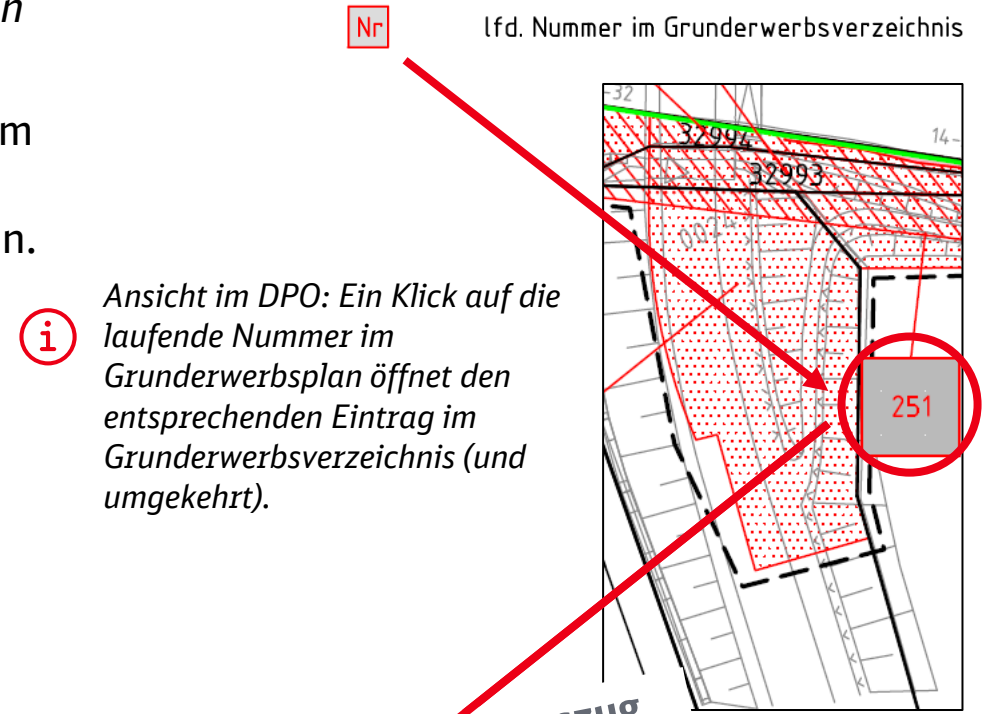 n
Nr lfd. Nummer im Grunderwerbsverzeichnis
m
n.
Ansicht im DPO: Ein Klick auf die
laufende Nummer im
Grunderwerbsplan öffnet den
entsprechenden Eintrag im
Grunderwerbsverzeichnis (und
umgekehrt).
-32
14-
32994
32993
251